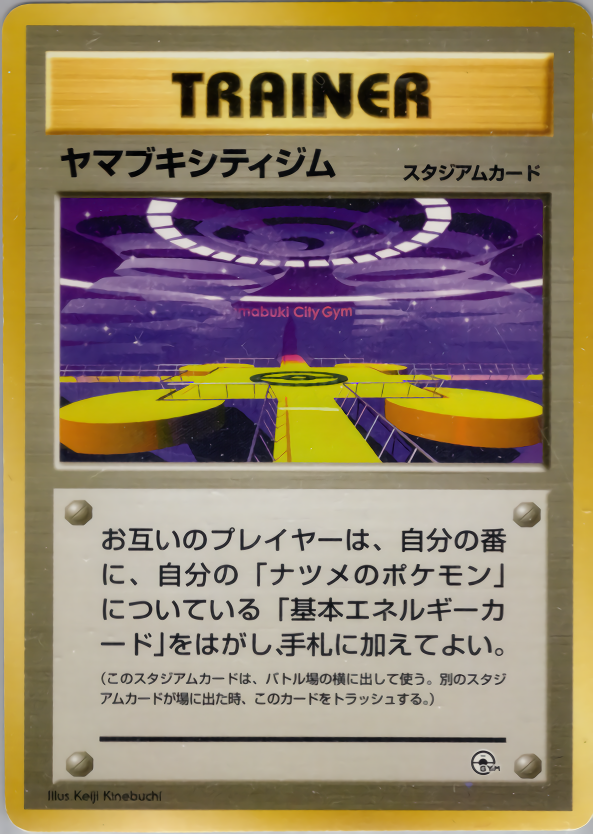 TRAINER
ヤマブキシティジム
スタジアムカード
City Gym
お互いのプレイヤーは、自分の番
に、自分の「ナツメのポケモン」
についている「基本エネルギーカ
ード」をはがし、手札に加えてよい。
(このスタジアムカードは、バトル場の横に出して使う。別のスタジ
アムカードが場に出た時、このカードをトラッシュする。)
GYM
Illus Keiji Kinebuchi